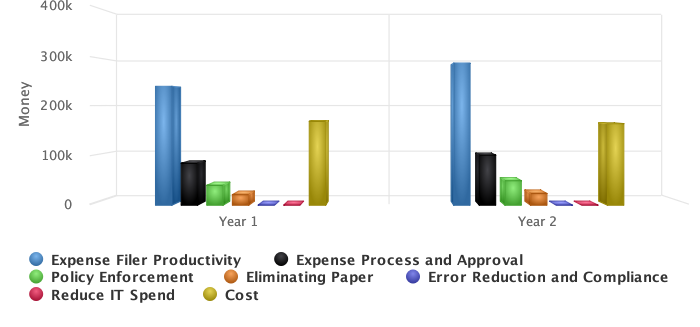 400k
300k
200k
100k
0
Money
Year 1 Year 2
Expense Filer Productivity Expense Process and Approval
Policy Enforcement Eliminating Paper Error Reduction and Compliance
Reduce IT Spend Cost